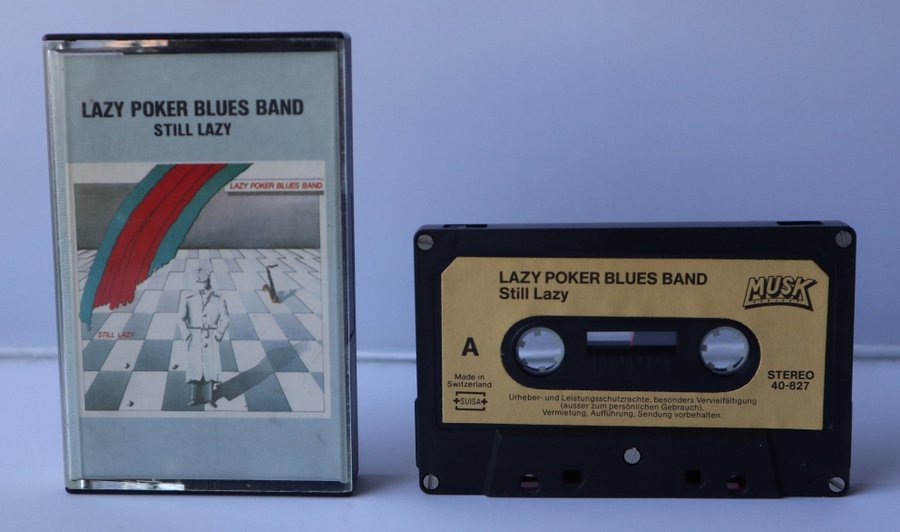 LAZY POKER BLUES BAND
STILL LAZY
LAZY POKER BLUES BAND
STILL LAZY
LAZY POKER BLUES BAND
Still Lazy
MUSK
A
Made in
Switzerland
SUISA
STEREO
40-827
Urheber- und Leistungsschutzrechte, besonders Vervielfältigung
(ausser zum persönlichen Gebrauch),
Vermietung, Aufführung, Sendung vorbehalten.